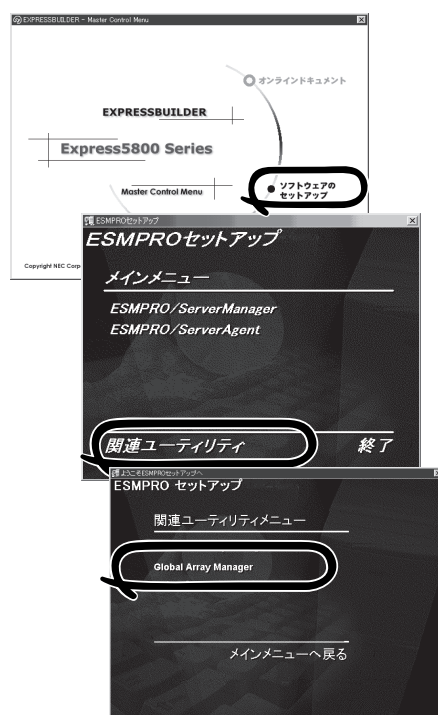 EXPRESSBUILDER - Master Control Menu
オンラインドキュメント
EXPRESSBUILDER
Express5800 Series
ソフトウェアの
セットアップ
Master Control Menu
Copyright NEC Corp
ESMPROセットアップ
ESMPROセットアップ
メインメニュー
ESMPRO/ServerManager
ESMPRO/ServerAgent
関連ユーティリティ
終了
ようこそESMPROセットアップへ
ESMPRO セットアップ
関連ユーティリティメニュー
Global Array Manager
メインメニューへ戻る